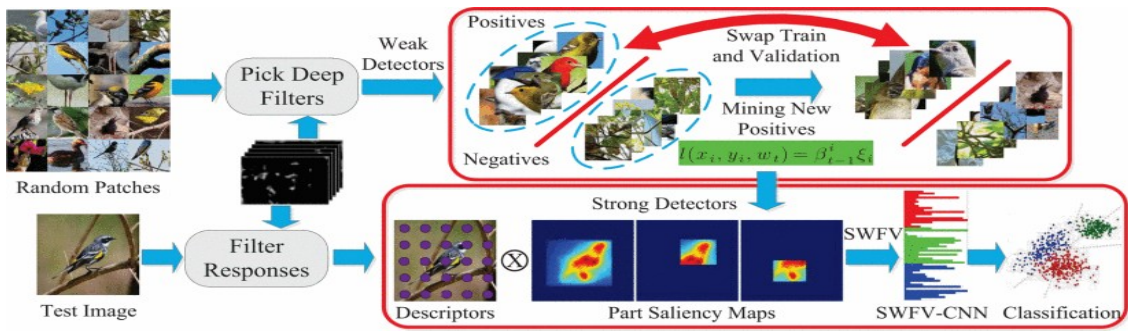 Random Patches
Pick Deep
Filters
Weak
Detectors
Positives
Negatives
Swap Train
and Validation
Mining New
Positives
l(x_i, y_i, w_t) = β^i_{t−1} ξ_i
Test Image
Filter
Responses
Strong Detectors
Descriptors
Part Saliency Maps
SWFV
SWFV-CNN
Classification